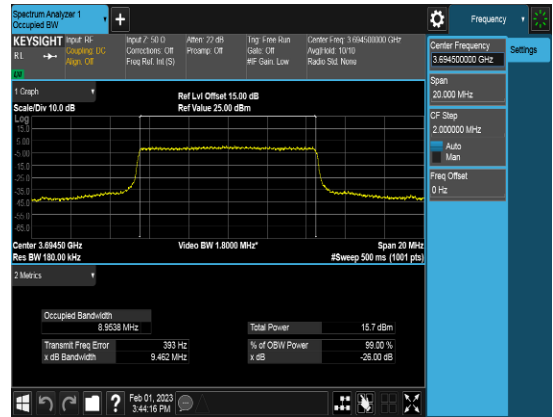 Spectrum Analyzer 1
Occupied BW
Frequency
KEYSIGHT
RL
Input: RF
Coupling: DC
Align: Off
Input Z: 50 Ω
Corrections: Off
Freq Ref: Int (S)
Atten: 22 dB
Preamp: Off
Trig: Free Run
Gate: Off
#IF Gain: Low
Center Freq: 3.694500000 GHz
Avg|Hold: 10/10
Radio Std: None
1 Graph
Scale/Div 10.0 dB
Ref Lvl Offset 15.00 dB
Ref Value 25.00 dBm
Log
15.0
5.00
-5.00
-15.0
-25.0
-35.0
-45.0
-55.0
-65.0
Center 3.69450 GHz
Res BW 180.00 kHz
Video BW 1.8000 MHz*
Span 20 MHz
#Sweep 500 ms (1001 pts)
2 Metrics
Occupied Bandwidth
8.9538 MHz
Transmit Freq Error 393 Hz
x dB Bandwidth 9.462 MHz
Total Power 15.7 dBm
% of OBW Power 99.00 %
x dB -26.00 dB
Center Frequency
3.694500000 GHz
Span
20.000 MHz
CF Step
2.000000 MHz
Auto
Man
Freq Offset
0 Hz
Settings
Feb 01, 2023
3:44:16 PM